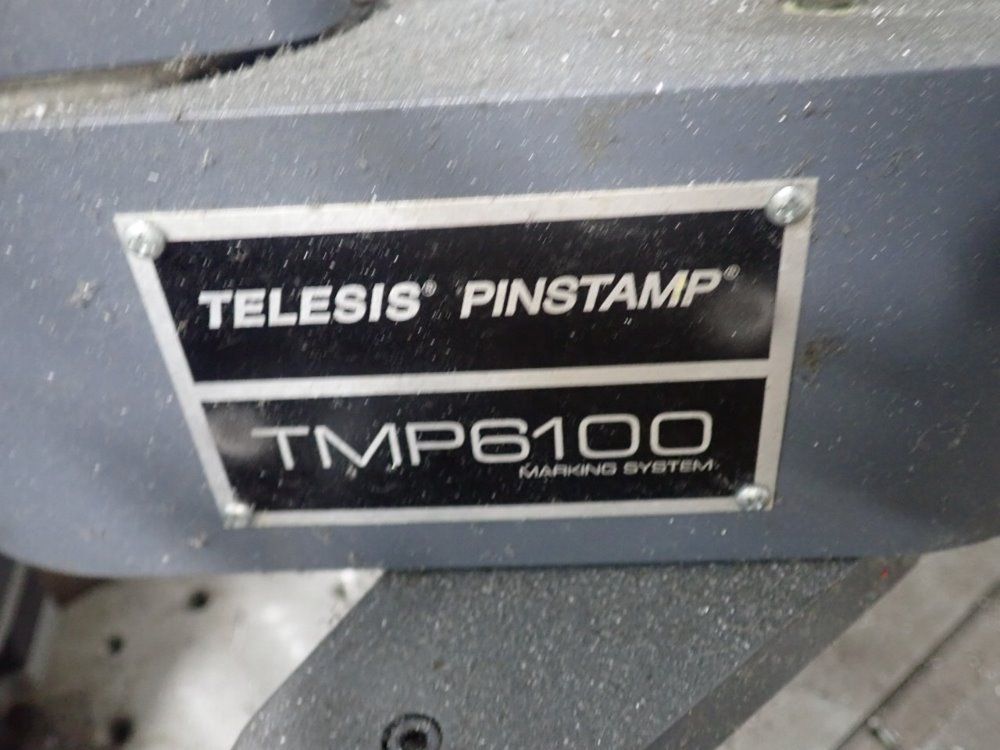 TELESIS® PINSTAMP®
TMP6100
MARKING SYSTEM